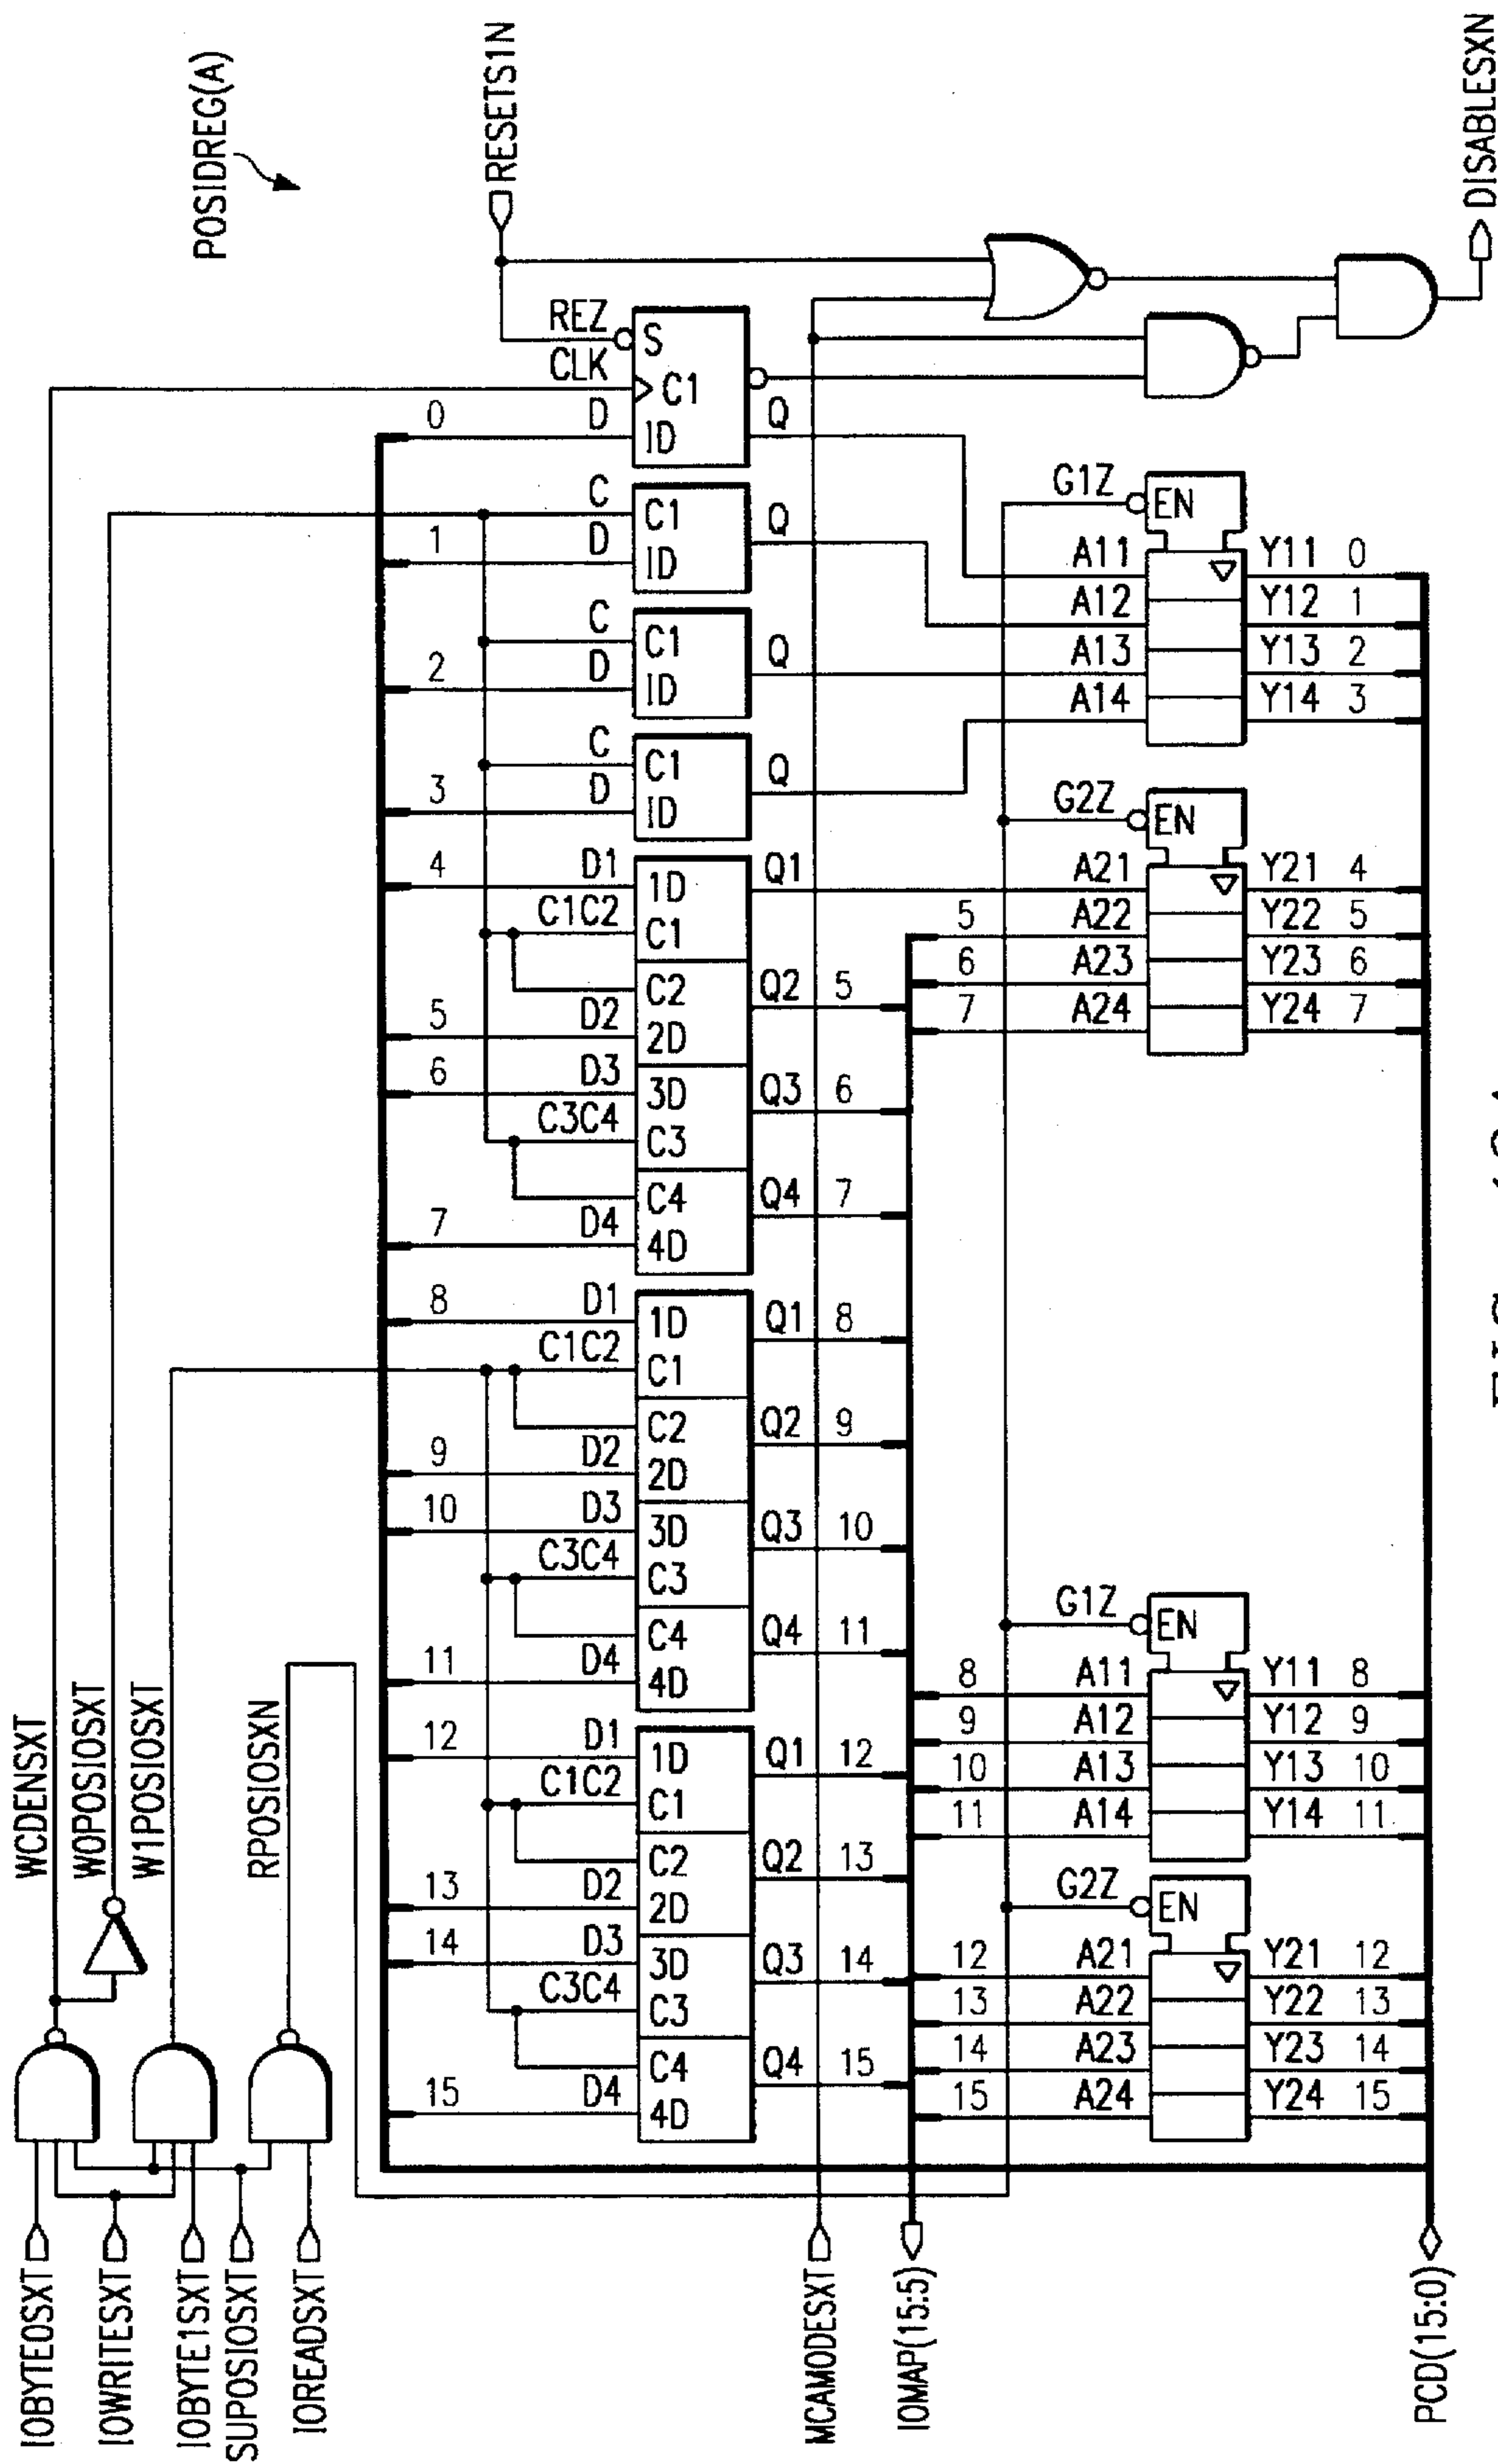 POSIDREG(A)
WCDENSXT
W0POSIOSXT
W1POSIOSXT
RPOSIOSXN
IOBYTE0SXT
IOWRITESXT
IOBYTE1SXT
SUPOSIOSXT
IOREADSXT
RESETS1N
0 D CLK REZ
S
C1
1D
Q
1 D C
C1
1D
Q
2 D C
C1
1D
Q
3 D C
C1
1D
Q
4 D1
C1C2
5 D2
6 D3
C3C4
7 D4
1D
C1
C2
2D
3D
C3
C4
4D
Q1
Q2 5
Q3 6
Q4 7
8 D1
C1C2
9 D2
10 D3
C3C4
11 D4
1D
C1
C2
2D
3D
C3
C4
4D
Q1 8
Q2 9
Q3 10
Q4 11
12 D1
C1C2
13 D2
14 D3
C3C4
15 D4
1D
C1
C2
2D
3D
C3
C4
4D
Q1 12
Q2 13
Q3 14
Q4 15
MCAMODESXT
IOMAP(15:5)
G1Z EN
A11 Y11 0
A12 Y12 1
A13 Y13 2
A14 Y14 3
G2Z EN
A21 Y21 4
5 A22 Y22 5
6 A23 Y23 6
7 A24 Y24 7
G1Z EN
8 A11 Y11 8
9 A12 Y12 9
10 A13 Y13 10
11 A14 Y14 11
G2Z EN
12 A21 Y21 12
13 A22 Y22 13
14 A23 Y23 14
15 A24 Y24 15
PCD(15:0)
DISABLESXN